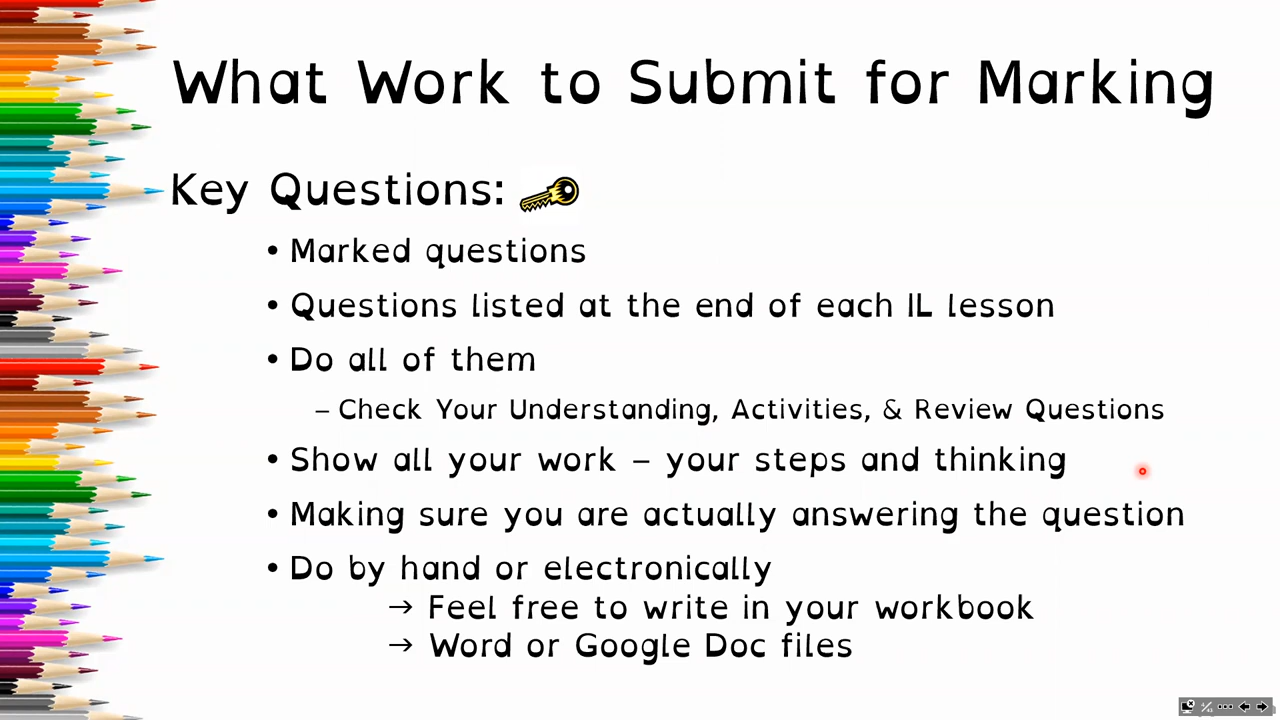 What Work to Submit for Marking
Key Questions:
• Marked questions
• Questions listed at the end of each IL lesson
• Do all of them
– Check Your Understanding, Activities, & Review Questions
• Show all your work – your steps and thinking
• Making sure you are actually answering the question
• Do by hand or electronically
→ Feel free to write in your workbook
→ Word or Google Doc files